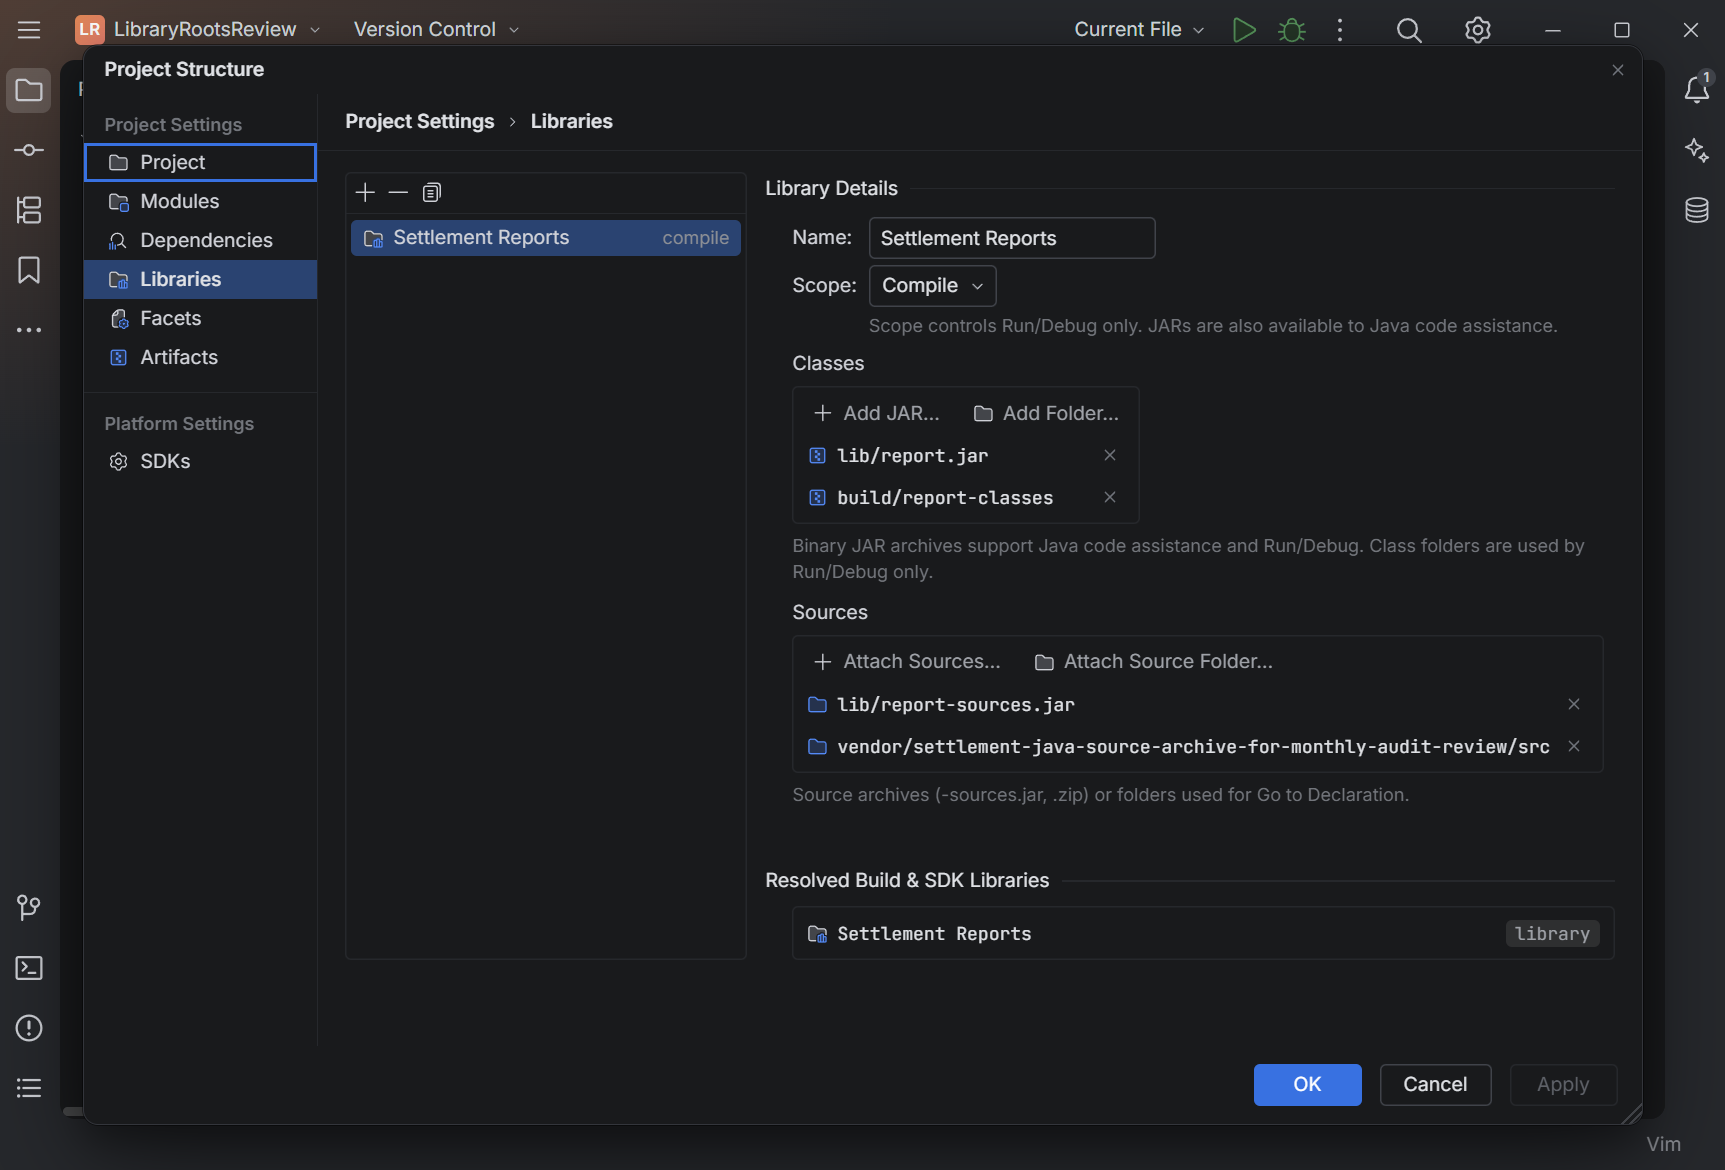 LR LibraryRootsReview Version Control Current File
Project Structure
1
Project Settings
Project
Modules
Dependencies
Libraries
Facets
Artifacts
Platform Settings
SDKs
Project Settings › Libraries
Settlement Reports compile
Library Details
Name: Settlement Reports
Scope: Compile
Scope controls Run/Debug only. JARs are also available to Java code assistance.
Classes
Add JAR... Add Folder...
lib/report.jar
build/report-classes
Binary JAR archives support Java code assistance and Run/Debug. Class folders are used by
Run/Debug only.
Sources
Attach Sources... Attach Source Folder...
lib/report-sources.jar
vendor/settlement-java-source-archive-for-monthly-audit-review/src
Source archives (-sources.jar, .zip) or folders used for Go to Declaration.
Resolved Build & SDK Libraries
Settlement Reports library
OK Cancel Apply
Vim